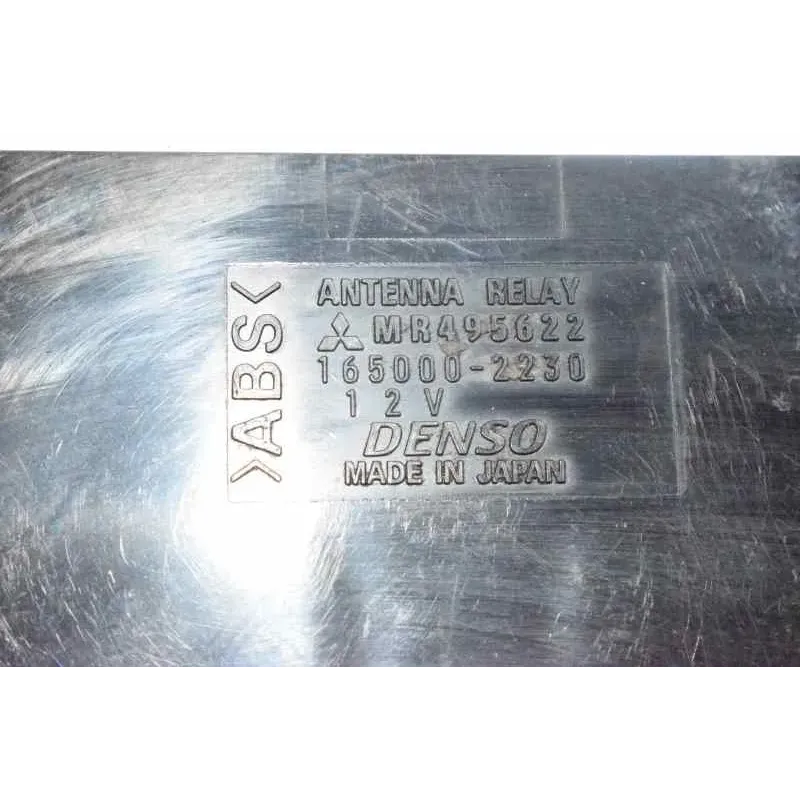 >ABS<
ANTENNA RELAY
MR495622
165000-2230
12V
DENSO
MADE IN JAPAN